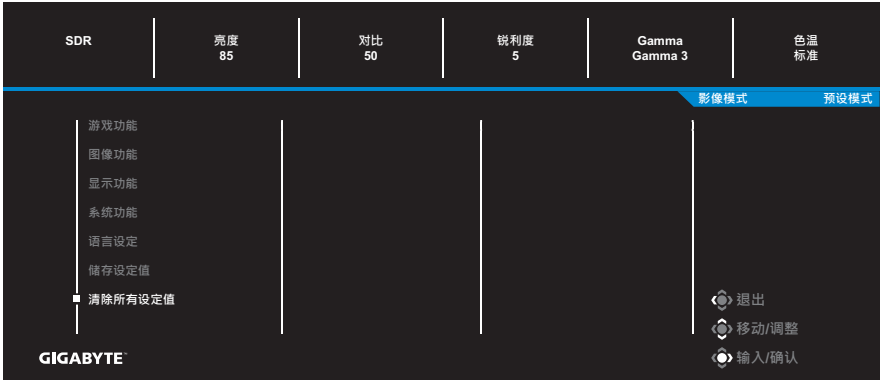 SDR
亮度
85
对比
50
锐利度
5
Gamma
Gamma 3
色温
标准
影像模式 预设模式
游戏功能
图像功能
显示功能
系统功能
语言设定
储存设定值
清除所有设定值
退出
移动/调整
输入/确认
GIGABYTE™